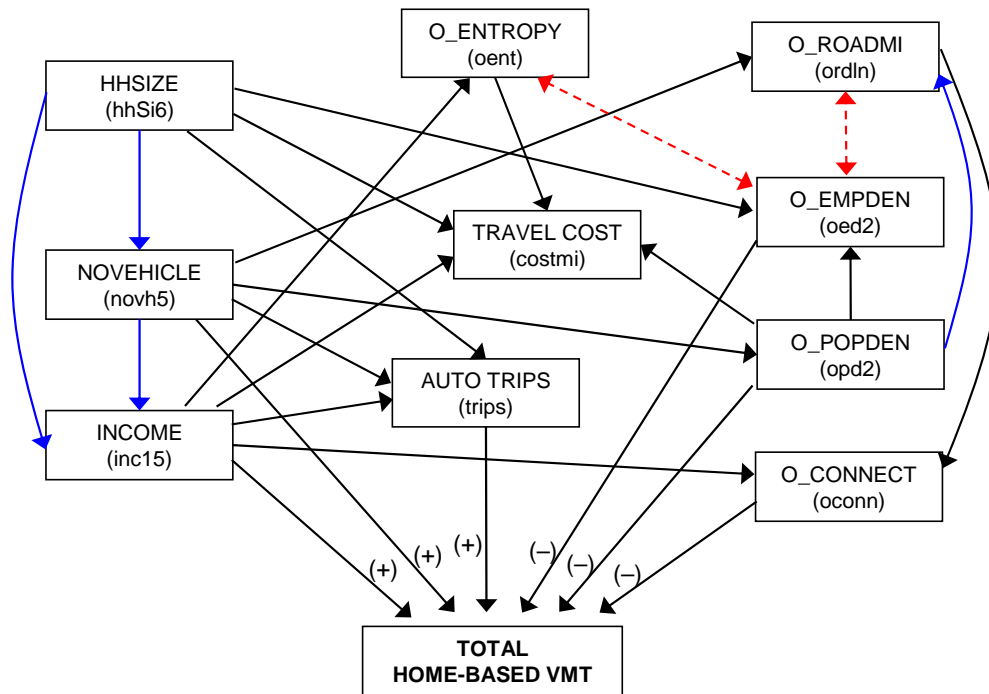 O_ENTROPY
(oent)
O_ROADMI
(ordln)
HHSIZE
(hhSi6)
O_EMPDEN
(oed2)
TRAVEL COST
(costmi)
NOVEHICLE
(novh5)
O_POPDEN
(opd2)
AUTO TRIPS
(trips)
INCOME
(inc15)
O_CONNECT
(oconn)
(+)
(+)
(+)
(–)
(–)
(–)
TOTAL
HOME-BASED VMT